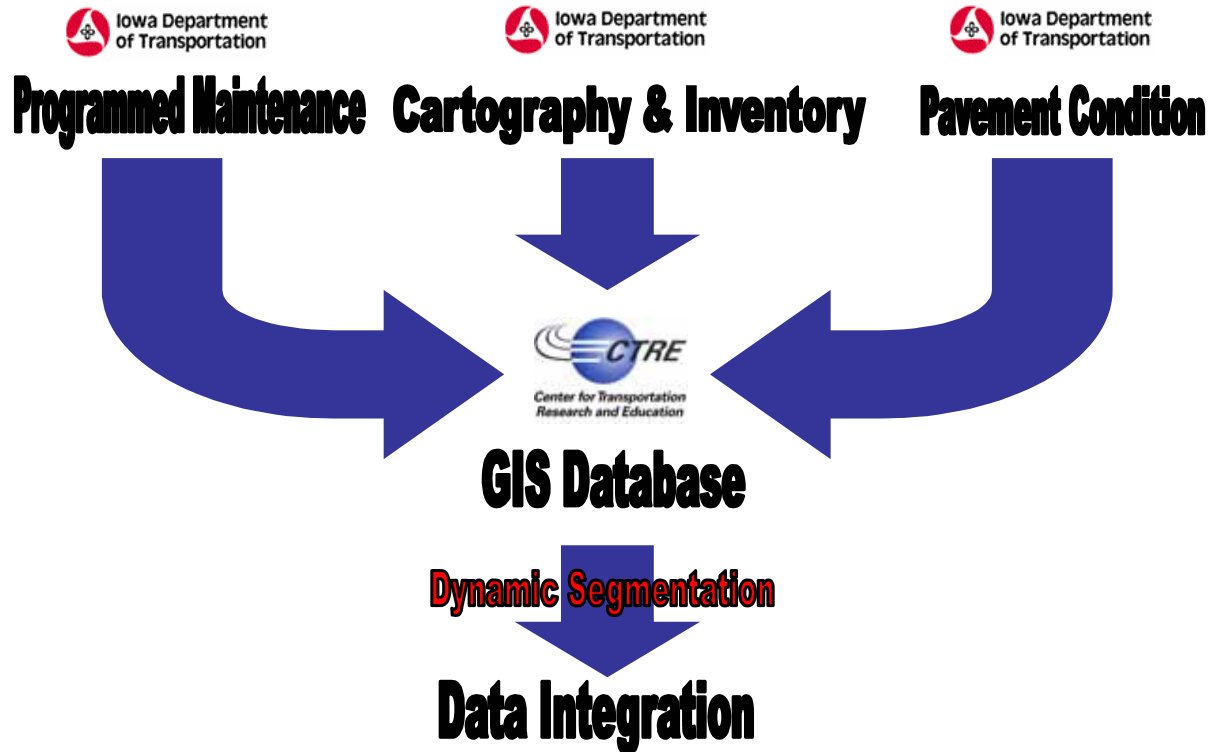 Iowa Department
of Transportation
Programmed Maintenance
Iowa Department
of Transportation
Cartography & Inventory
Iowa Department
of Transportation
Pavement Condition
CTRE
Center for Transportation
Research and Education
GIS Database
Dynamic Segmentation
Data Integration